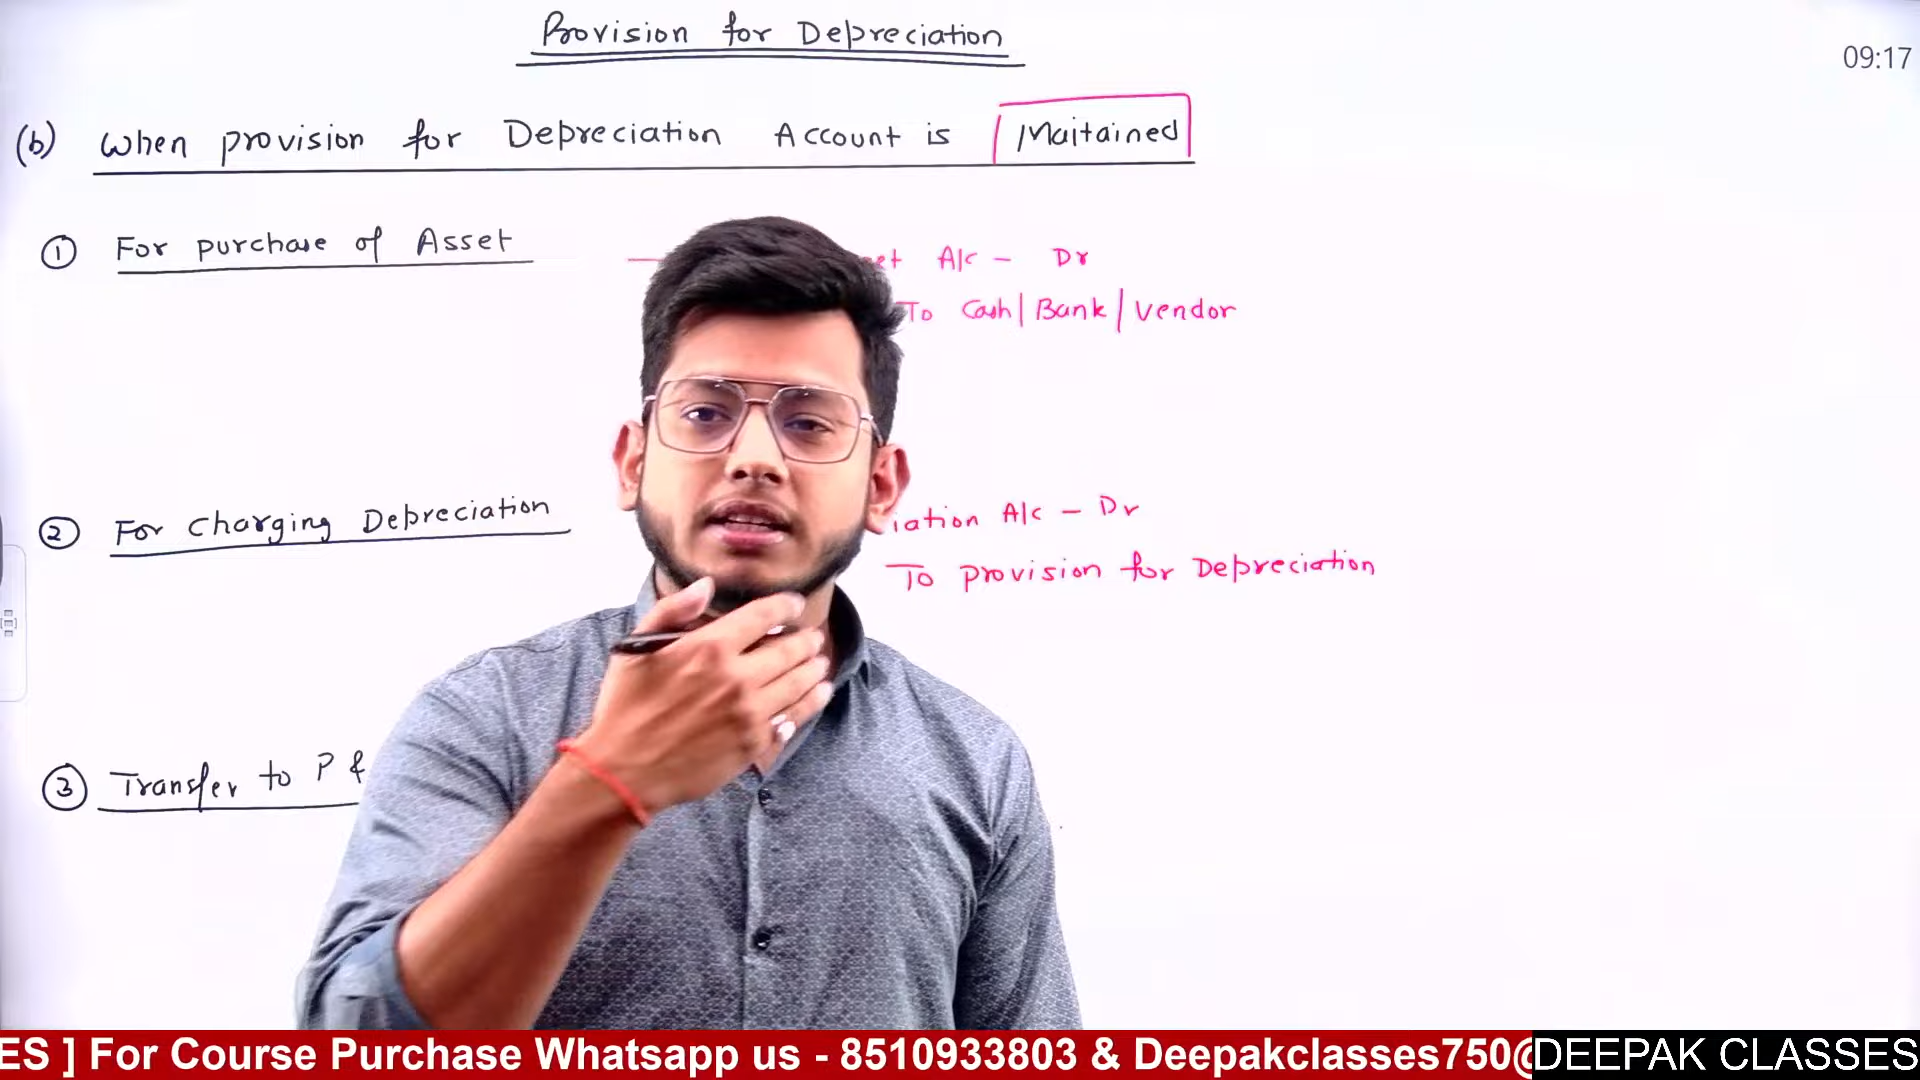 Provision for Depreciation
09:17
(b) When provision for Depreciation Account is Maitained
① For purchase of Asset
A/c - Dr
To Cash/Bank/Vendor
② For Charging Depreciation
A/c - Dr
To provision for Depreciation
③ Transfer to P &
ES ] For Course Purchase Whatsapp us - 8510933803 & Deepakclasses750@
DEEPAK CLASSES